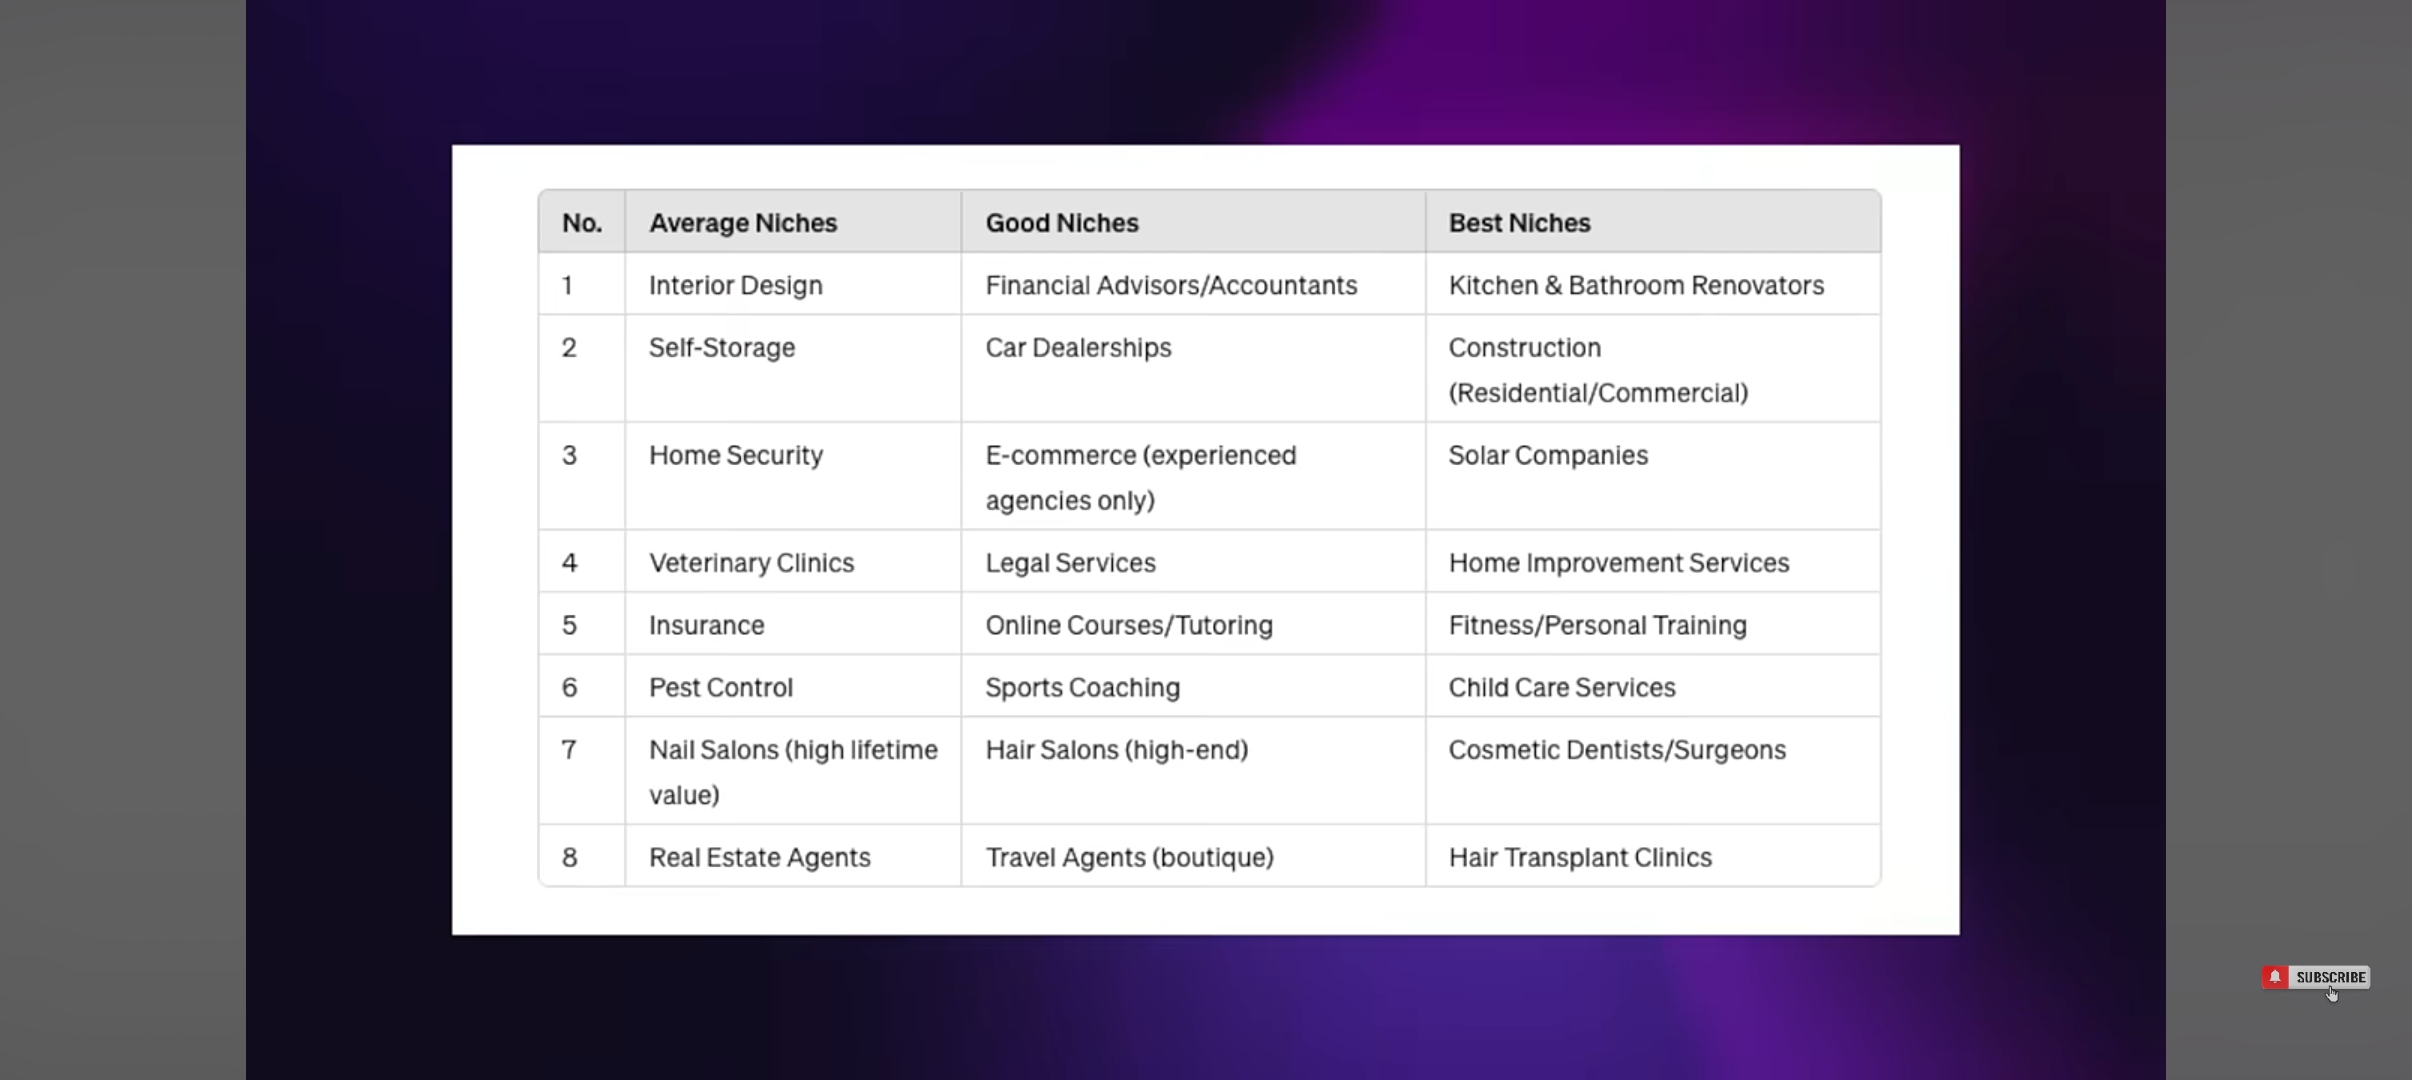 No. Average Niches Good Niches Best Niches
1 Interior Design Financial Advisors/Accountants Kitchen & Bathroom Renovators
2 Self-Storage Car Dealerships Construction
(Residential/Commercial)
3 Home Security E-commerce (experienced Solar Companies
agencies only)
4 Veterinary Clinics Legal Services Home Improvement Services
5 Insurance Online Courses/Tutoring Fitness/Personal Training
6 Pest Control Sports Coaching Child Care Services
7 Nail Salons (high lifetime Hair Salons (high-end) Cosmetic Dentists/Surgeons
value)
8 Real Estate Agents Travel Agents (boutique) Hair Transplant Clinics
SUBSCRIBE